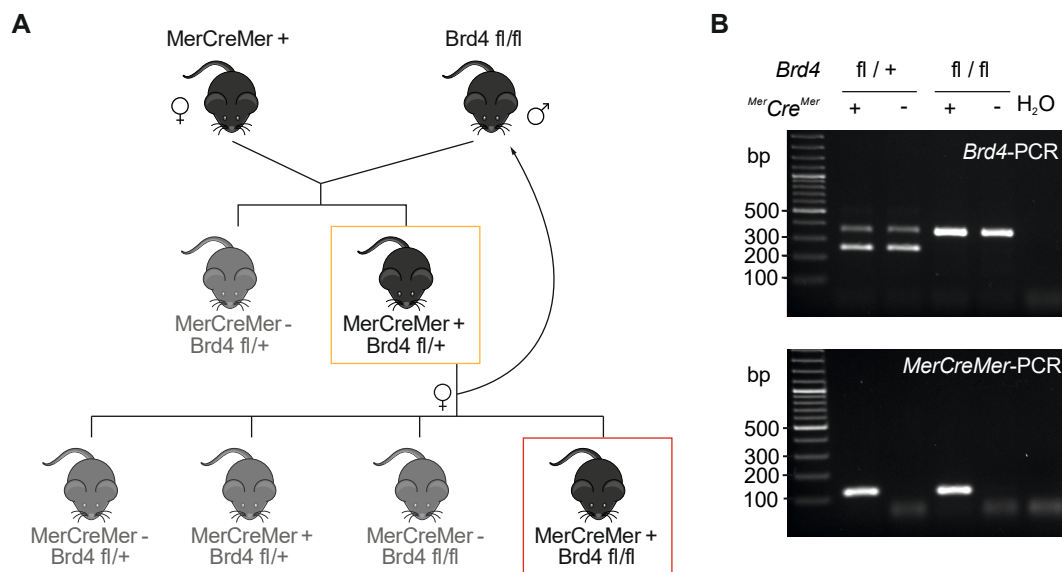 A
MerCreMer +
Brd4 fl/fl
♀
♂
MerCreMer -
Brd4 fl/+
MerCreMer +
Brd4 fl/+
♀
MerCreMer -
Brd4 fl/+
MerCreMer +
Brd4 fl/+
MerCreMer -
Brd4 fl/fl
MerCreMer +
Brd4 fl/fl
B
Brd4 fl / + fl / fl
MerCreMer + - + - H2O
bp
Brd4-PCR
500
300
200
100
bp
MerCreMer-PCR
500
300
200
100